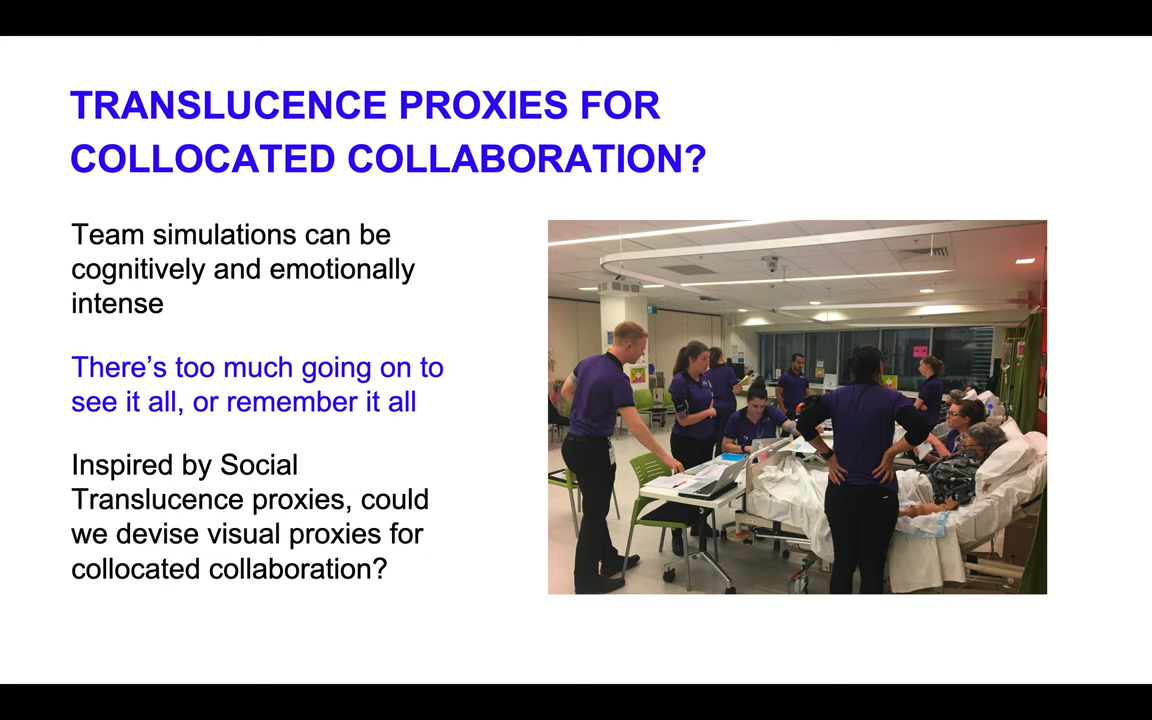 TRANSLUCENCE PROXIES FOR
COLLOCATED COLLABORATION?
Team simulations can be
cognitively and emotionally
intense
There’s too much going on to
see it all, or remember it all
Inspired by Social
Translucence proxies, could
we devise visual proxies for
collocated collaboration?